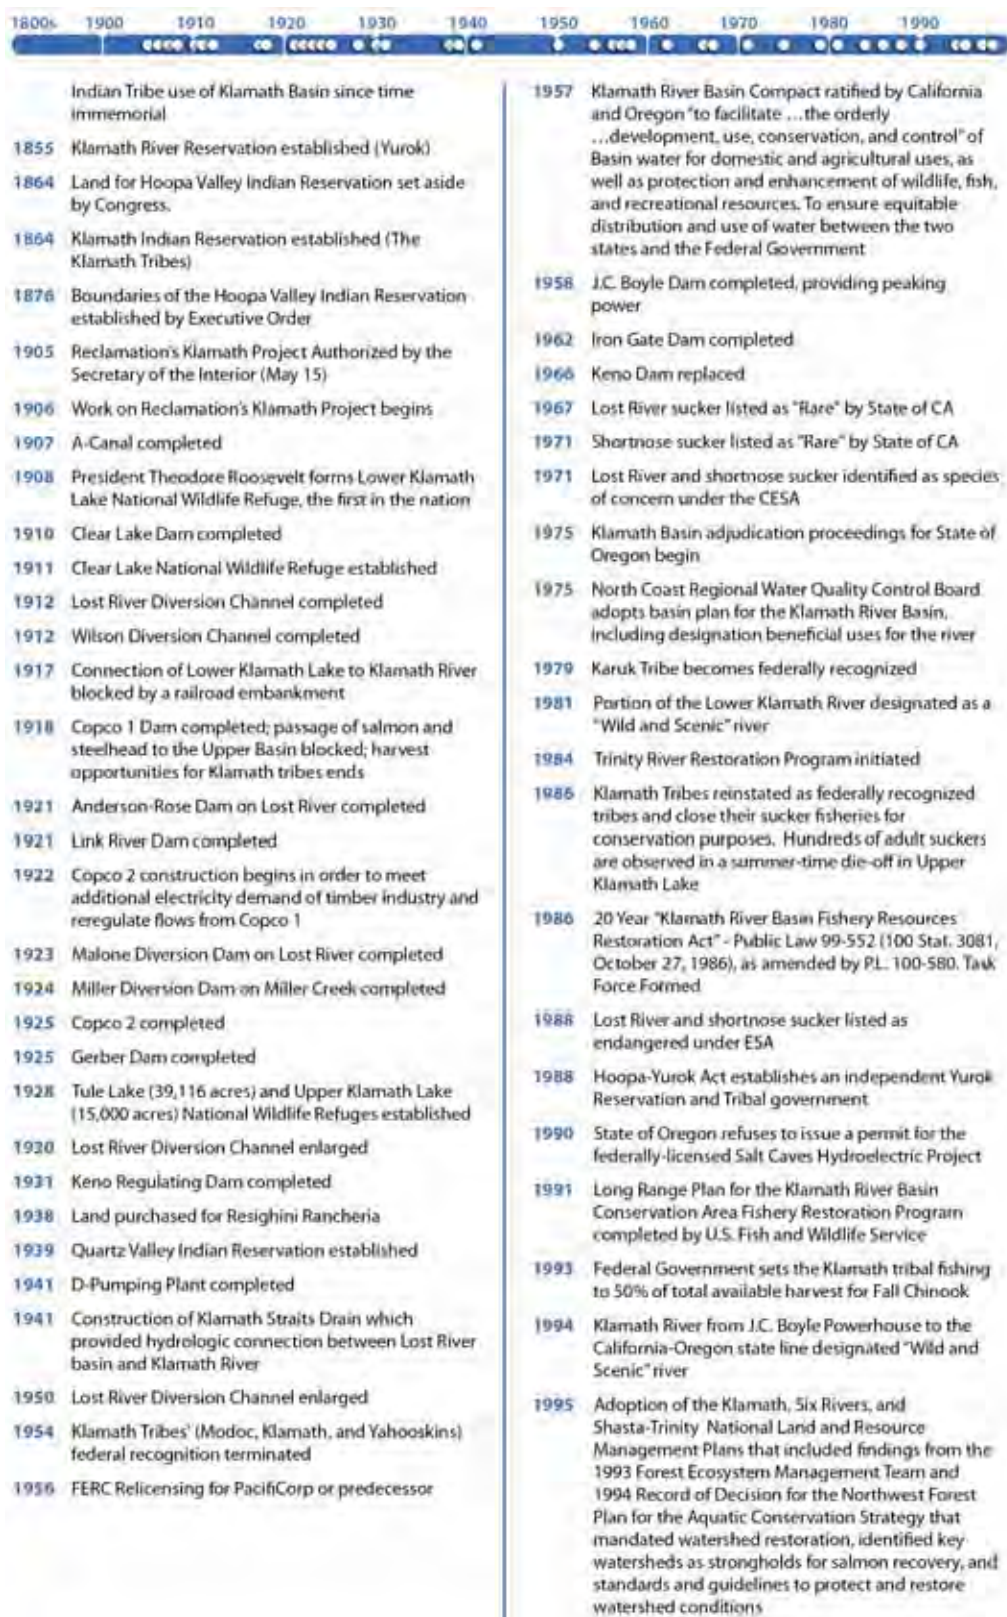 1800s 1900 1910 1920 1930 1940 1950 1960 1970 1980 1990
Indian Tribe use of Klamath Basin since time
immemorial
1855 Klamath River Reservation established (Yurok)
1864 Land for Hoopa Valley Indian Reservation set aside
by Congress.
1864 Klamath Indian Reservation established (The
Klamath Tribes)
1876 Boundaries of the Hoopa Valley Indian Reservation
established by Executive Order
1905 Reclamation's Klamath Project Authorized by the
Secretary of the Interior (May 15)
1906 Work on Reclamation's Klamath Project begins
1907 A-Canal completed
1908 President Theodore Roosevelt forms Lower Klamath
Lake National Wildlife Refuge, the first in the nation
1910 Clear Lake Dam completed
1911 Clear Lake National Wildlife Refuge established
1912 Lost River Diversion Channel completed
1912 Wilson Diversion Channel completed
1917 Connection of Lower Klamath Lake to Klamath River
blocked by a railroad embankment
1918 Copco 1 Dam completed; passage of salmon and
steelhead to the Upper Basin blocked; harvest
opportunities for Klamath tribes ends
1921 Anderson-Rose Dam on Lost River completed
1921 Link River Dam completed
1922 Copco 2 construction begins in order to meet
additional electricity demand of timber industry and
reregulate flows from Copco 1
1923 Malone Diversion Dam on Lost River completed
1924 Miller Diversion Dam on Miller Creek completed
1925 Copco 2 completed
1925 Gerber Dam completed
1928 Tule Lake (39,116 acres) and Upper Klamath Lake
(15,000 acres) National Wildlife Refuges established
1930 Lost River Diversion Channel enlarged
1931 Keno Regulating Dam completed
1938 Land purchased for Resighini Rancheria
1939 Quartz Valley Indian Reservation established
1941 D-Pumping Plant completed
1941 Construction of Klamath Straits Drain which
provided hydrologic connection between Lost River
basin and Klamath River
1950 Lost River Diversion Channel enlarged
1954 Klamath Tribes' (Modoc, Klamath, and Yahooskins)
federal recognition terminated
1956 FERC Relicensing for PacifiCorp or predecessor
1957 Klamath River Basin Compact ratified by California
and Oregon "to facilitate ...the orderly
...development, use, conservation, and control" of
Basin water for domestic and agricultural uses, as
well as protection and enhancement of wildlife, fish,
and recreational resources. To ensure equitable
distribution and use of water between the two
states and the Federal Government
1958 J.C. Boyle Dam completed, providing peaking
power
1962 Iron Gate Dam completed
1966 Keno Dam replaced
1967 Lost River sucker listed as "Rare" by State of CA
1971 Shortnose sucker listed as "Rare" by State of CA
1971 Lost River and shortnose sucker identified as species
of concern under the CESA
1975 Klamath Basin adjudication proceedings for State of
Oregon begin
1975 North Coast Regional Water Quality Control Board
adopts basin plan for the Klamath River Basin,
including designation beneficial uses for the river
1979 Karuk Tribe becomes federally recognized
1981 Portion of the Lower Klamath River designated as a
"Wild and Scenic" river
1984 Trinity River Restoration Program initiated
1986 Klamath Tribes reinstated as federally recognized
tribes and close their sucker fisheries for
conservation purposes. Hundreds of adult suckers
are observed in a summer-time die-off in Upper
Klamath Lake
1986 20 Year "Klamath River Basin Fishery Resources
Restoration Act" - Public Law 99-552 (100 Stat. 3081,
October 27, 1986), as amended by P.L. 100-580. Task
Force Formed
1988 Lost River and shortnose sucker listed as
endangered under ESA
1988 Hoopa-Yurok Act establishes an independent Yurok
Reservation and Tribal government
1990 State of Oregon refuses to issue a permit for the
federally-licensed Salt Caves Hydroelectric Project
1991 Long Range Plan for the Klamath River Basin
Conservation Area Fishery Restoration Program
completed by U.S. Fish and Wildlife Service
1993 Federal Government sets the Klamath tribal fishing
to 50% of total available harvest for Fall Chinook
1994 Klamath River from J.C. Boyle Powerhouse to the
California-Oregon state line designated "Wild and
Scenic" river
1995 Adoption of the Klamath, Six Rivers, and
Shasta-Trinity National Land and Resource
Management Plans that included findings from the
1993 Forest Ecosystem Management Team and
1994 Record of Decision for the Northwest Forest
Plan for the Aquatic Conservation Strategy that
mandated watershed restoration, identified key
watersheds as strongholds for salmon recovery, and
standards and guidelines to protect and restore
watershed conditions